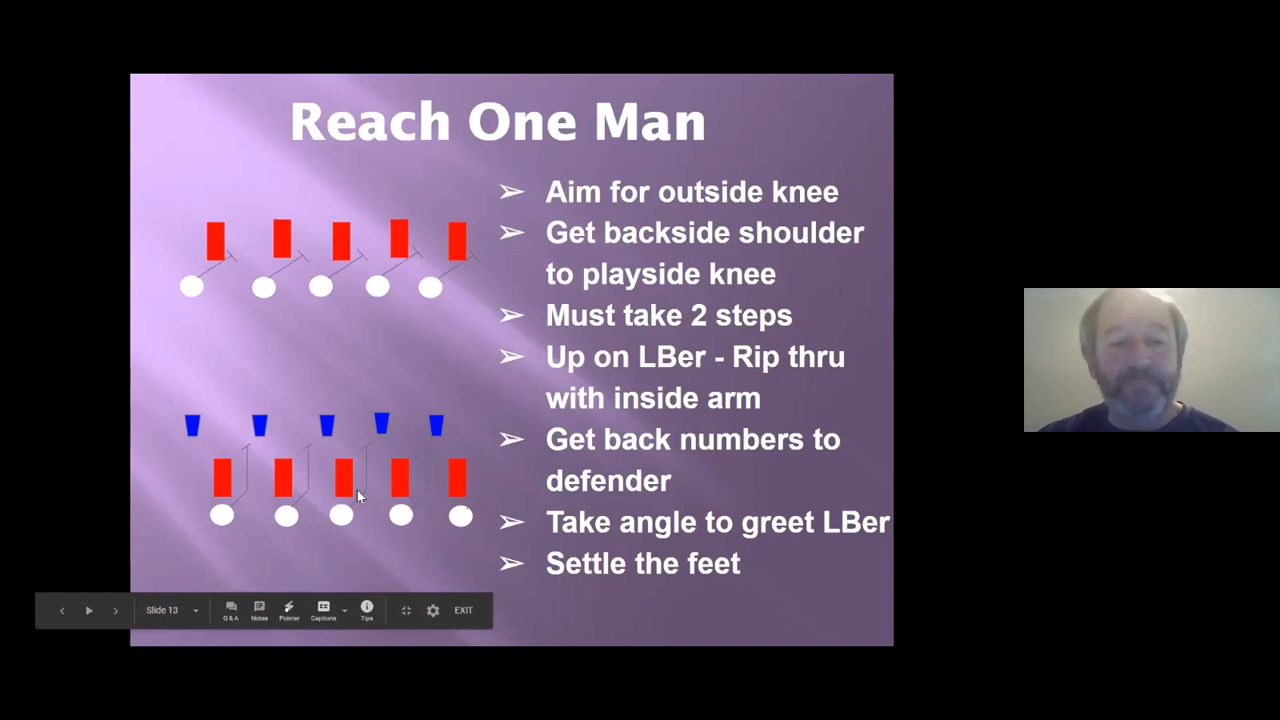 Reach One Man
➢ Aim for outside knee
➢ Get backside shoulder
to playside knee
➢ Must take 2 steps
➢ Up on LBer - Rip thru
with inside arm
➢ Get back numbers to
defender
➢ Take angle to greet LBer
➢ Settle the feet
Slide 13 Q & A Notes Pointer Captions Tips EXIT